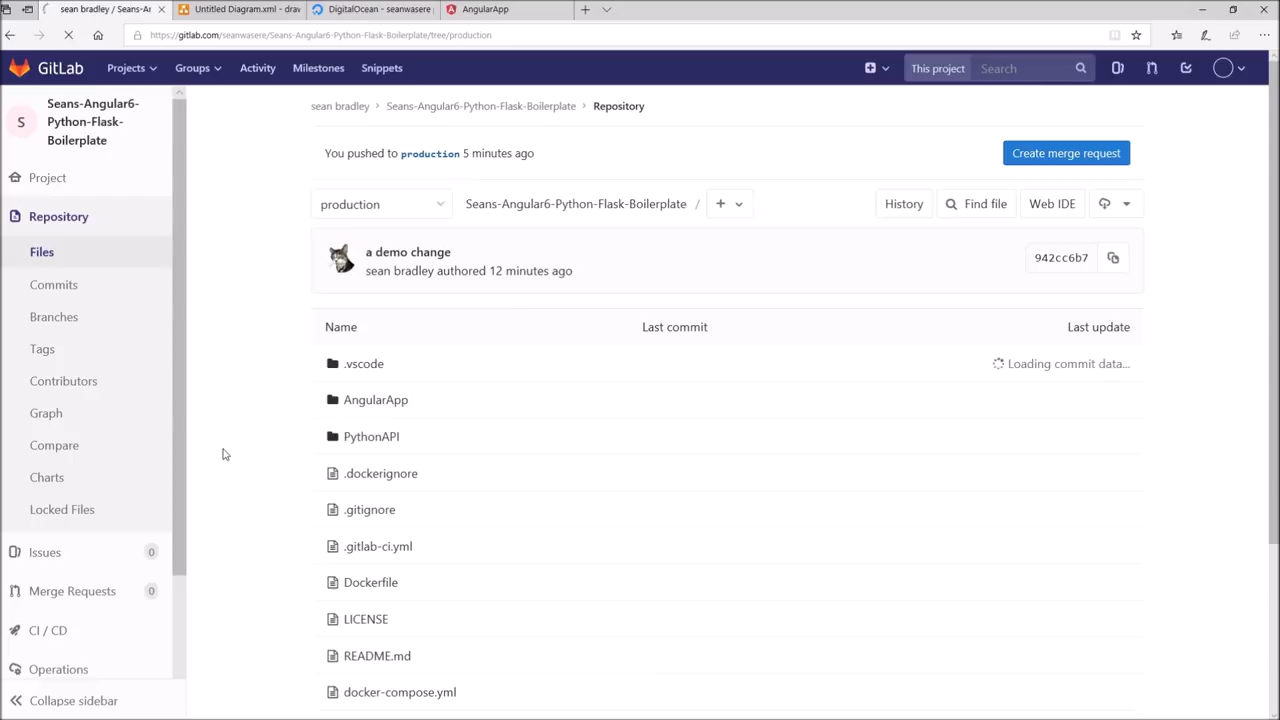 sean bradley / Seans-Ar
Untitled Diagram.xml - drav
DigitalOcean - seanwasere
AngularApp
https://gitlab.com/seanwasere/Seans-Angular6-Python-Flask-Boilerplate/tree/production
GitLab Projects Groups Activity Milestones Snippets This project Search
S Seans-Angular6-
Python-Flask-
Boilerplate
Project
Repository
Files
Commits
Branches
Tags
Contributors
Graph
Compare
Charts
Locked Files
Issues 0
Merge Requests 0
CI / CD
Operations
Collapse sidebar
sean bradley > Seans-Angular6-Python-Flask-Boilerplate > Repository
You pushed to production 5 minutes ago Create merge request
production Seans-Angular6-Python-Flask-Boilerplate / + History Find file Web IDE
a demo change
sean bradley authored 12 minutes ago 942cc6b7
Name Last commit Last update
.vscode Loading commit data...
AngularApp
PythonAPI
.dockerignore
.gitignore
.gitlab-ci.yml
Dockerfile
LICENSE
README.md
docker-compose.yml